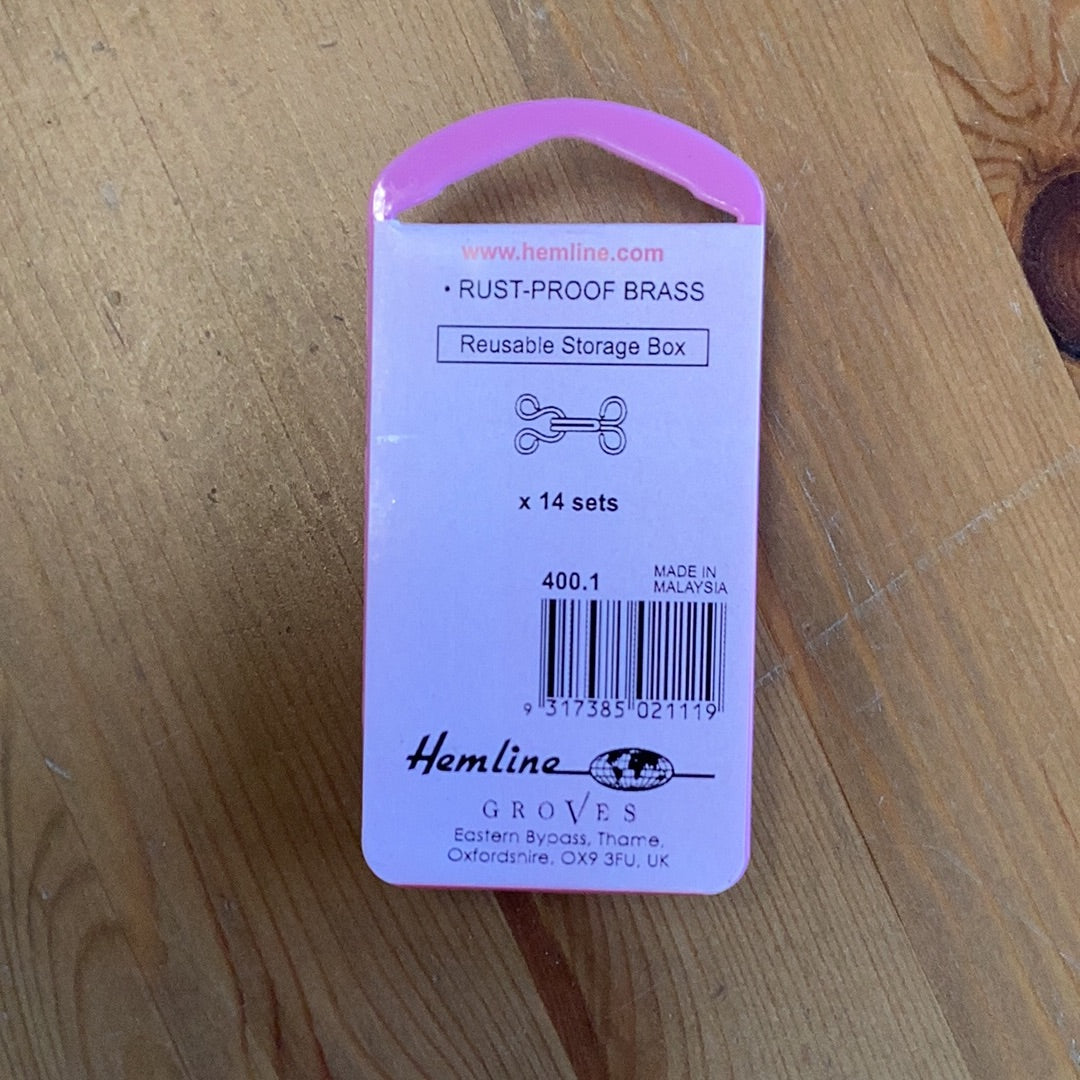 www.hemline.com
• RUST-PROOF BRASS
Reusable Storage Box
x 14 sets
400.1
MADE IN
MALAYSIA
9 317385 021119
Hemline
GROVES
Eastern Bypass, Thame,
Oxfordshire, OX9 3FU, UK